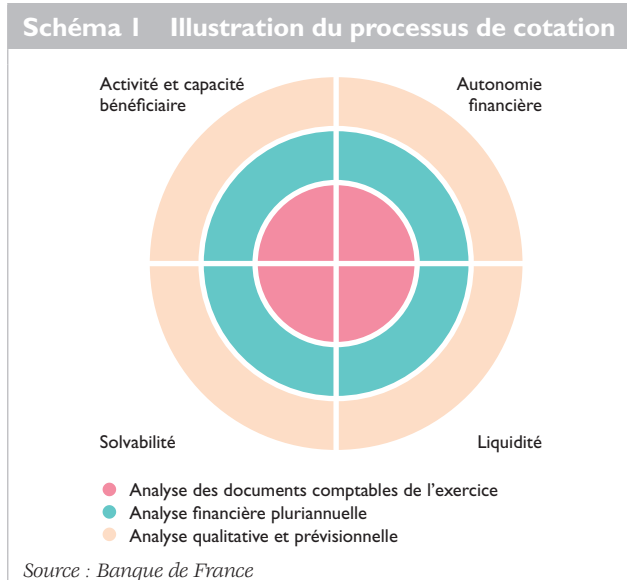 Schéma 1 Illustration du processus de cotation
Activité et capacité
bénéficiaire
Autonomie
financière
Solvabilité
Liquidité
Analyse des documents comptables de l'exercice
Analyse financière pluriannuelle
Analyse qualitative et prévisionnelle
Source : Banque de France